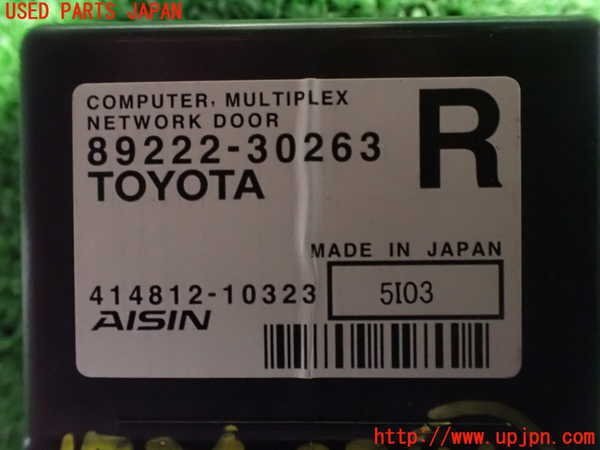 USED PARTS JAPAN
COMPUTER, MULTIPLEX
NETWORK DOOR
89222-30263
R
TOYOTA
MADE IN JAPAN
414812-10323
5I03
AISIN
http://www.upjpn.com/